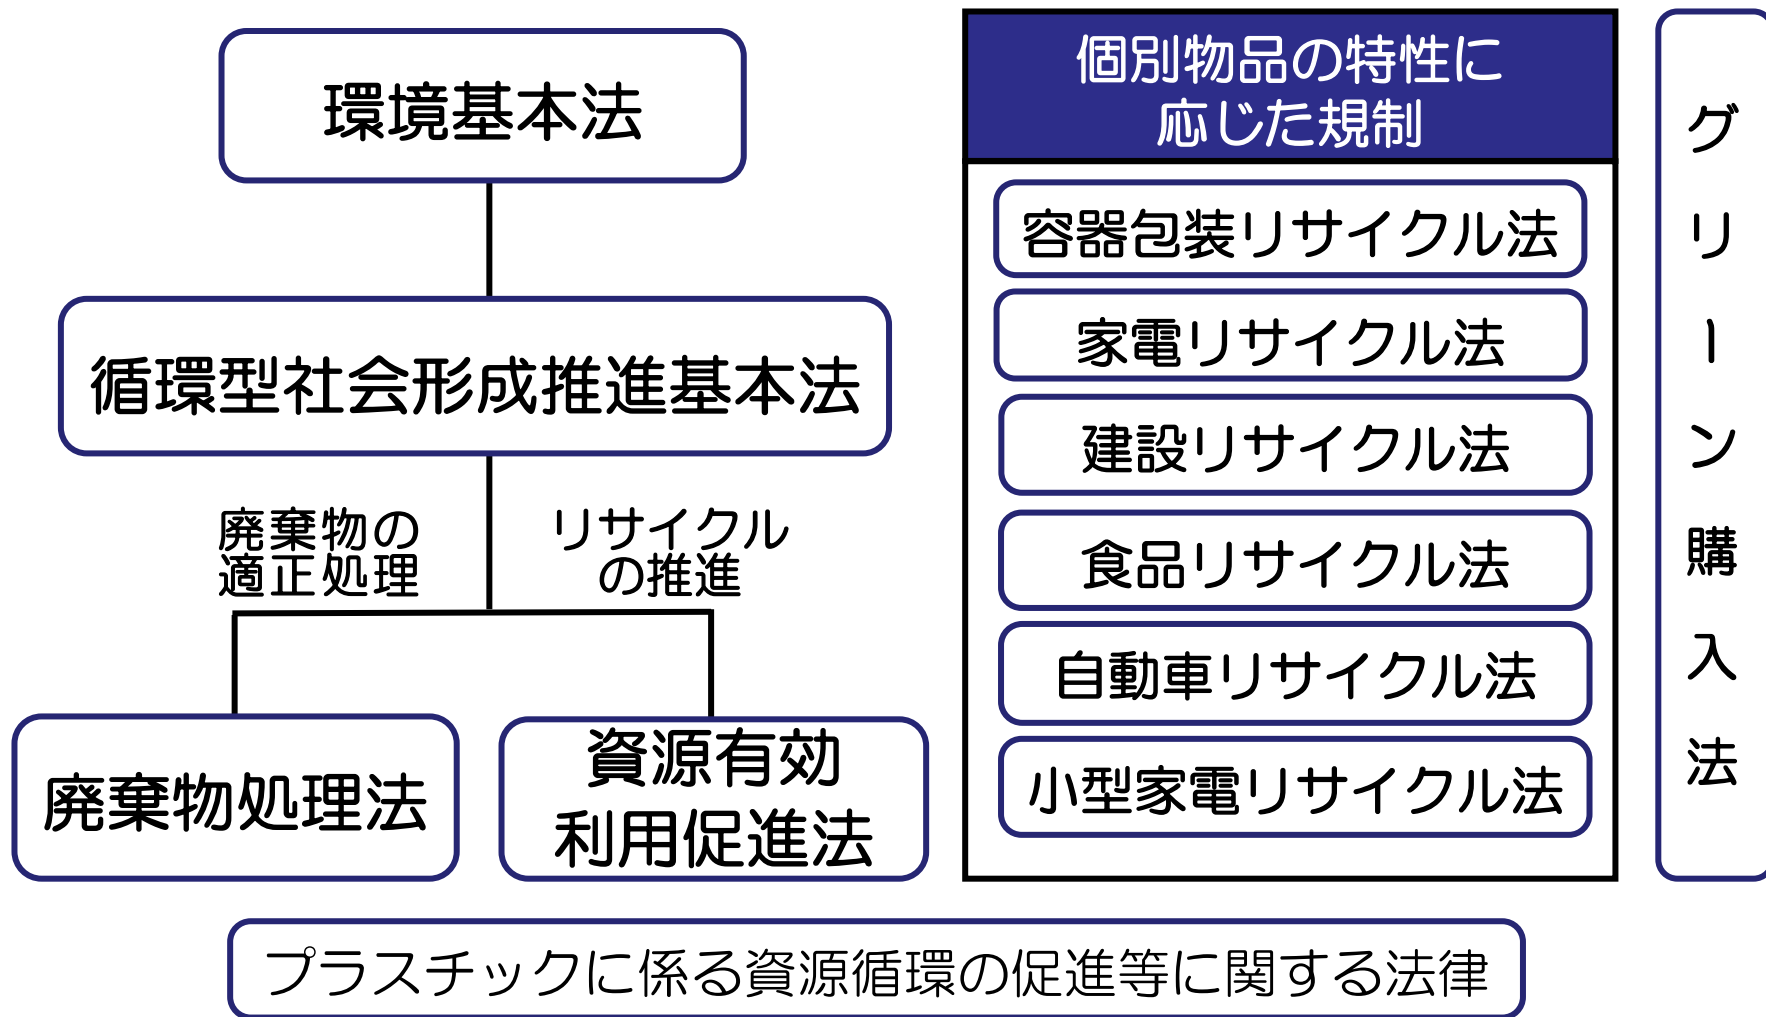 環境基本法
循環型社会形成推進基本法
廃棄物の
適正処理
リサイクル
の推進
廃棄物処理法
資源有効
利用促進法
個別物品の特性に
応じた規制
容器包装リサイクル法
家電リサイクル法
建設リサイクル法
食品リサイクル法
自動車リサイクル法
小型家電リサイクル法
グリーン購入法
プラスチックに係る資源循環の促進等に関する法律